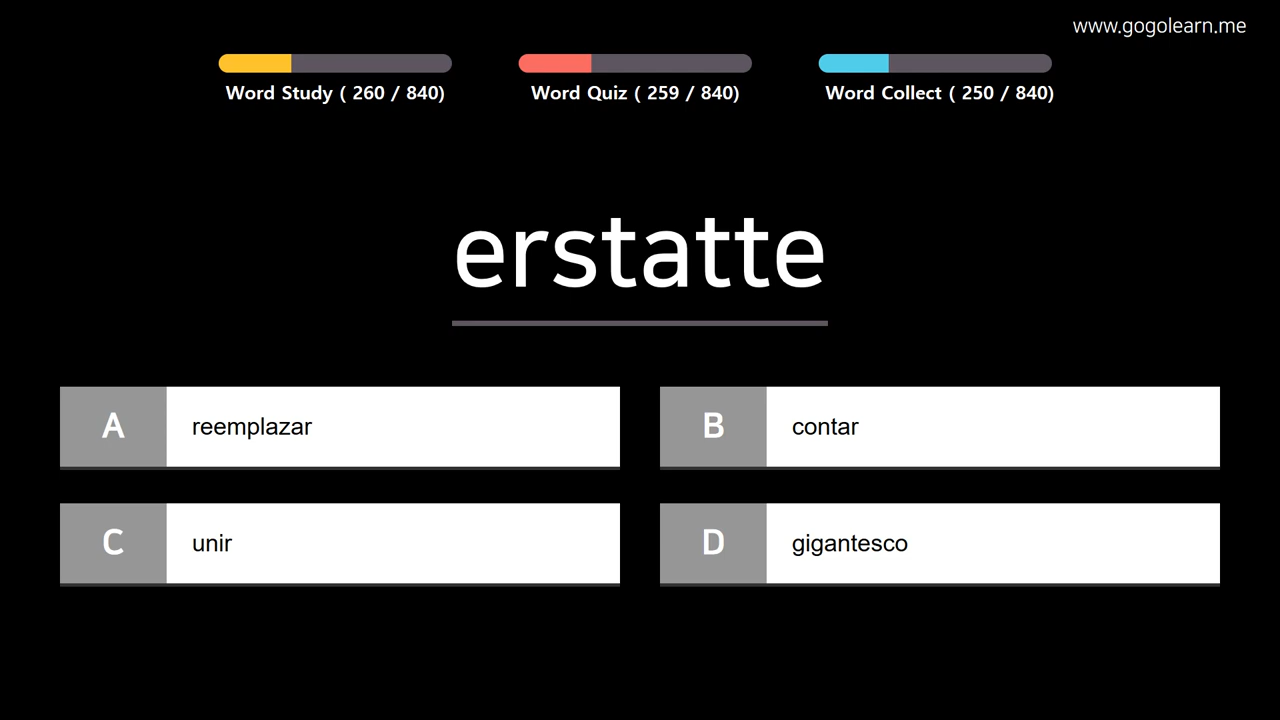 www.gogolearn.me
Word Study ( 260 / 840)
Word Quiz ( 259 / 840)
Word Collect ( 250 / 840)
erstatte
A reemplazar
B contar
C unir
D gigantesco